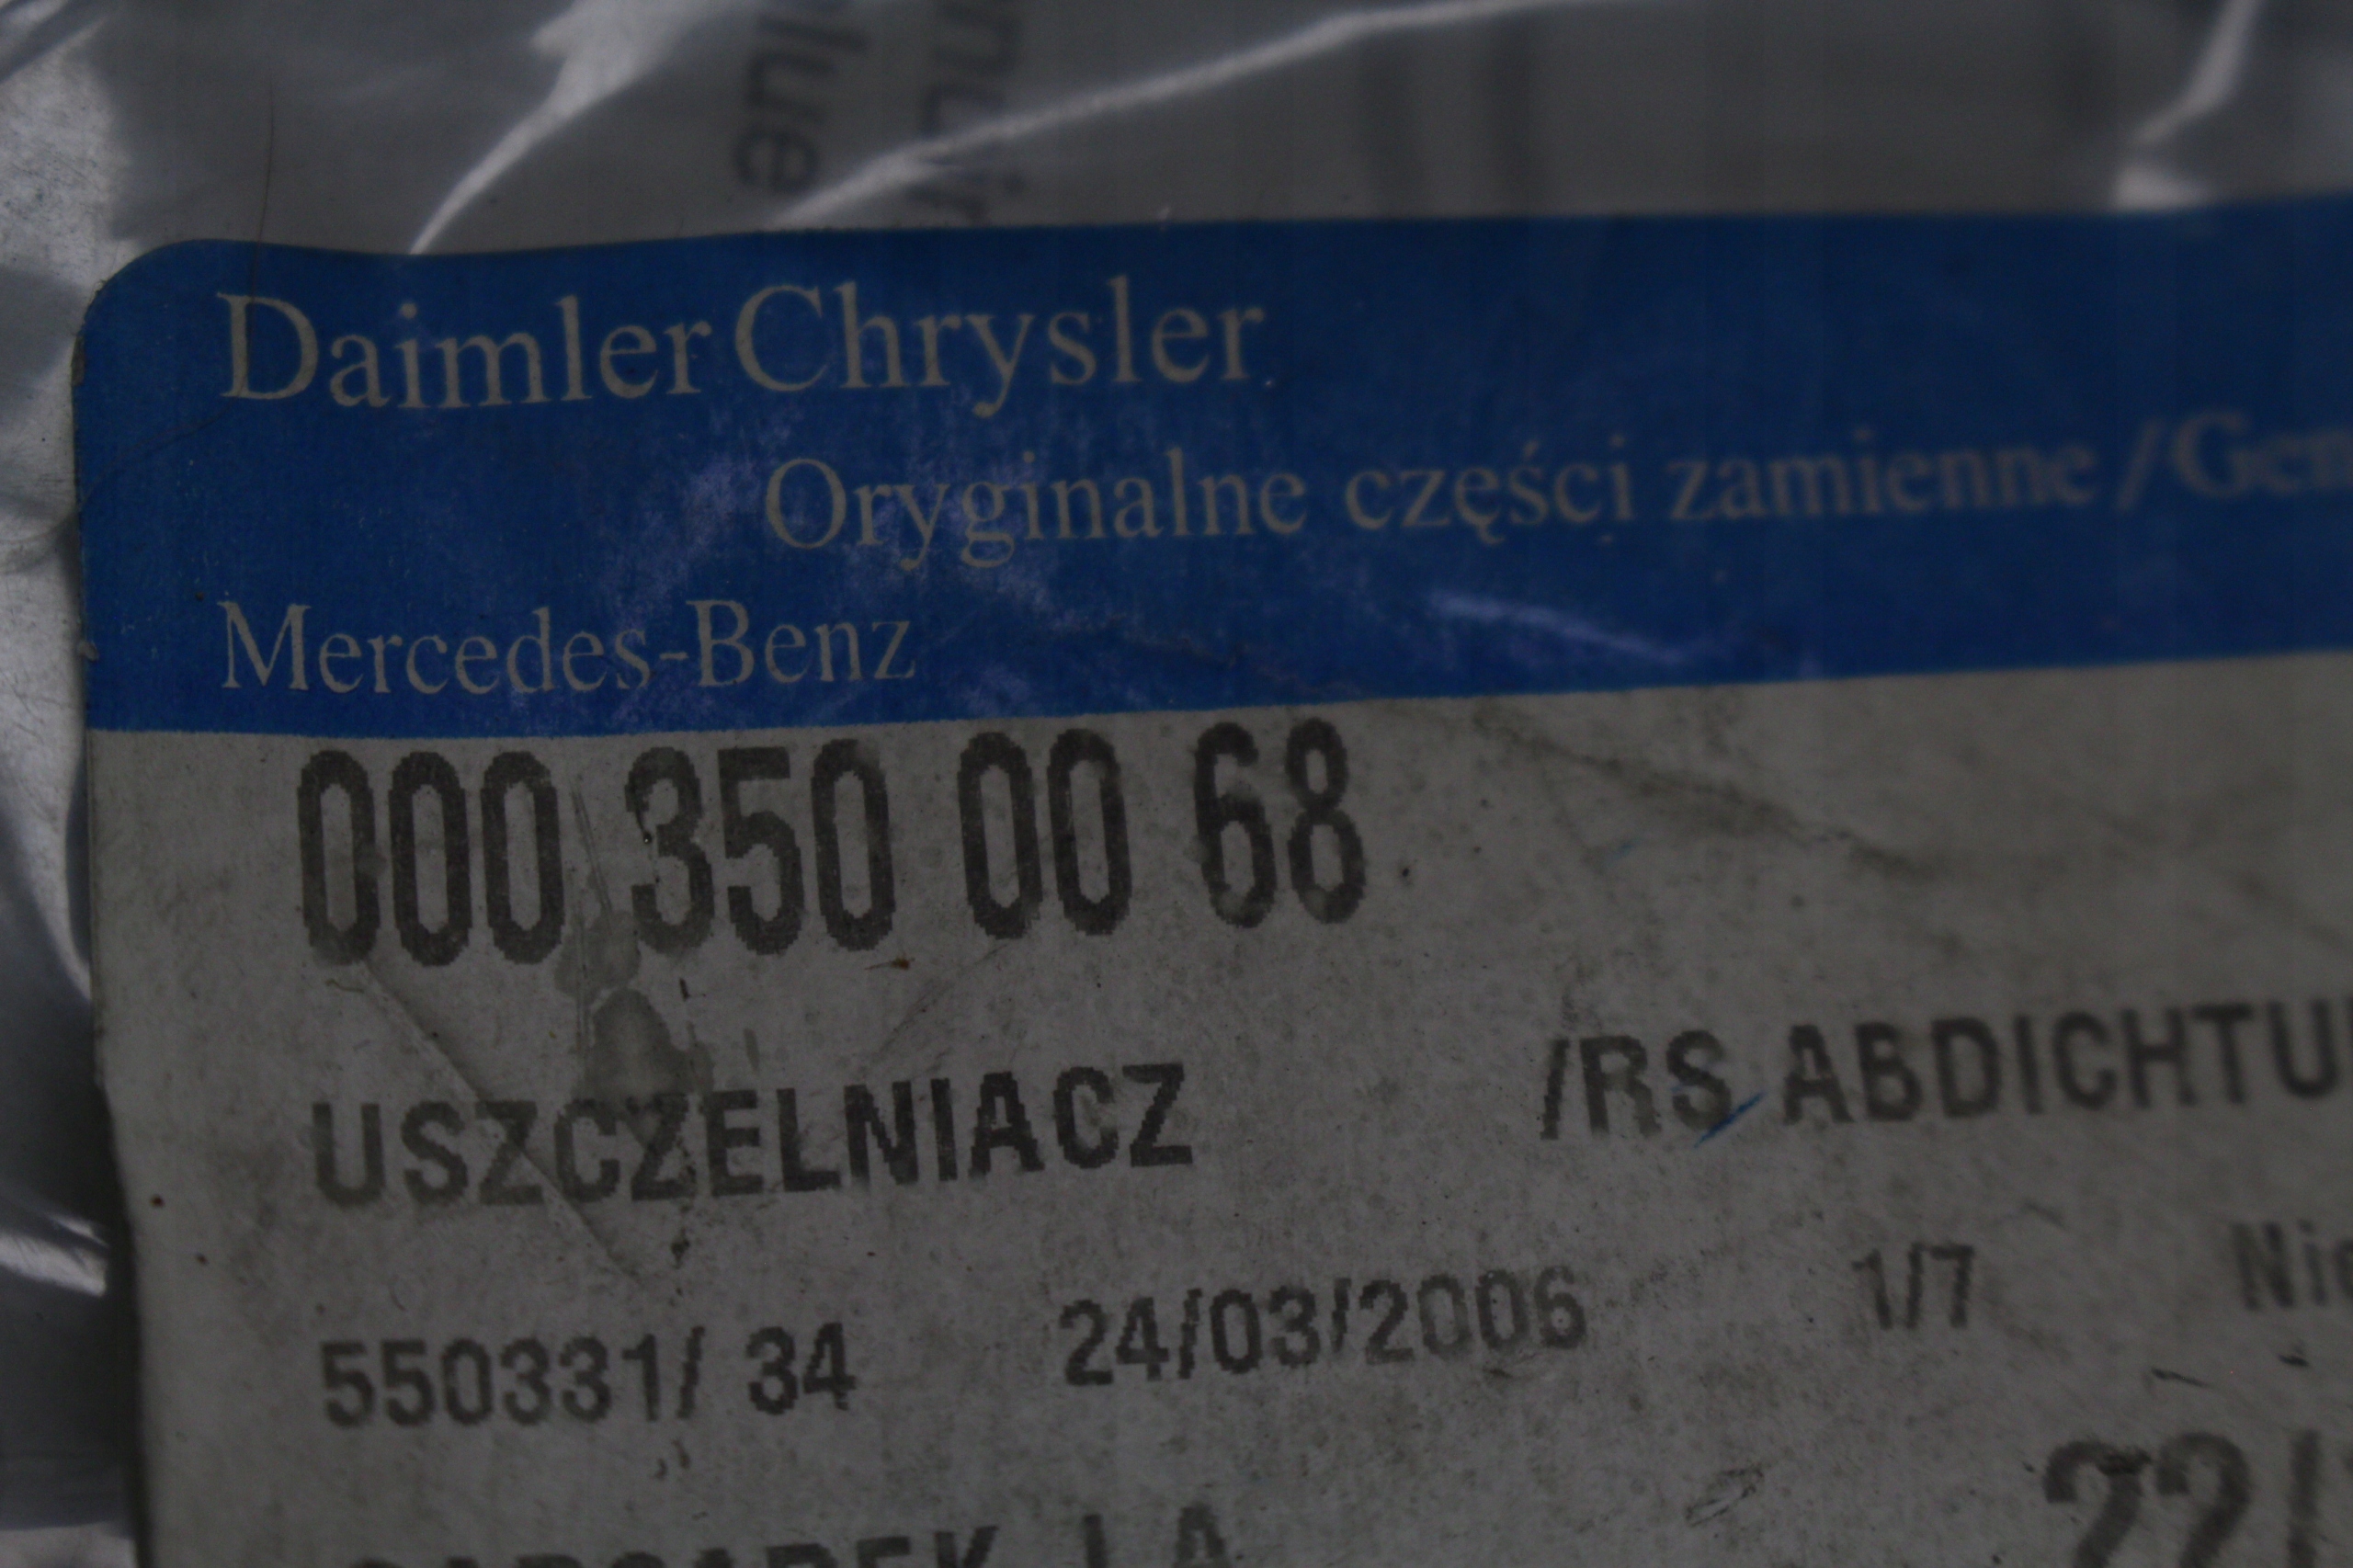 DaimlerChrysler
Oryginalne części zamienne /
Mercedes-Benz
000 350 00 68
USZCZELNIACZ /RS
550331/ 34 24/03/2006 1/7